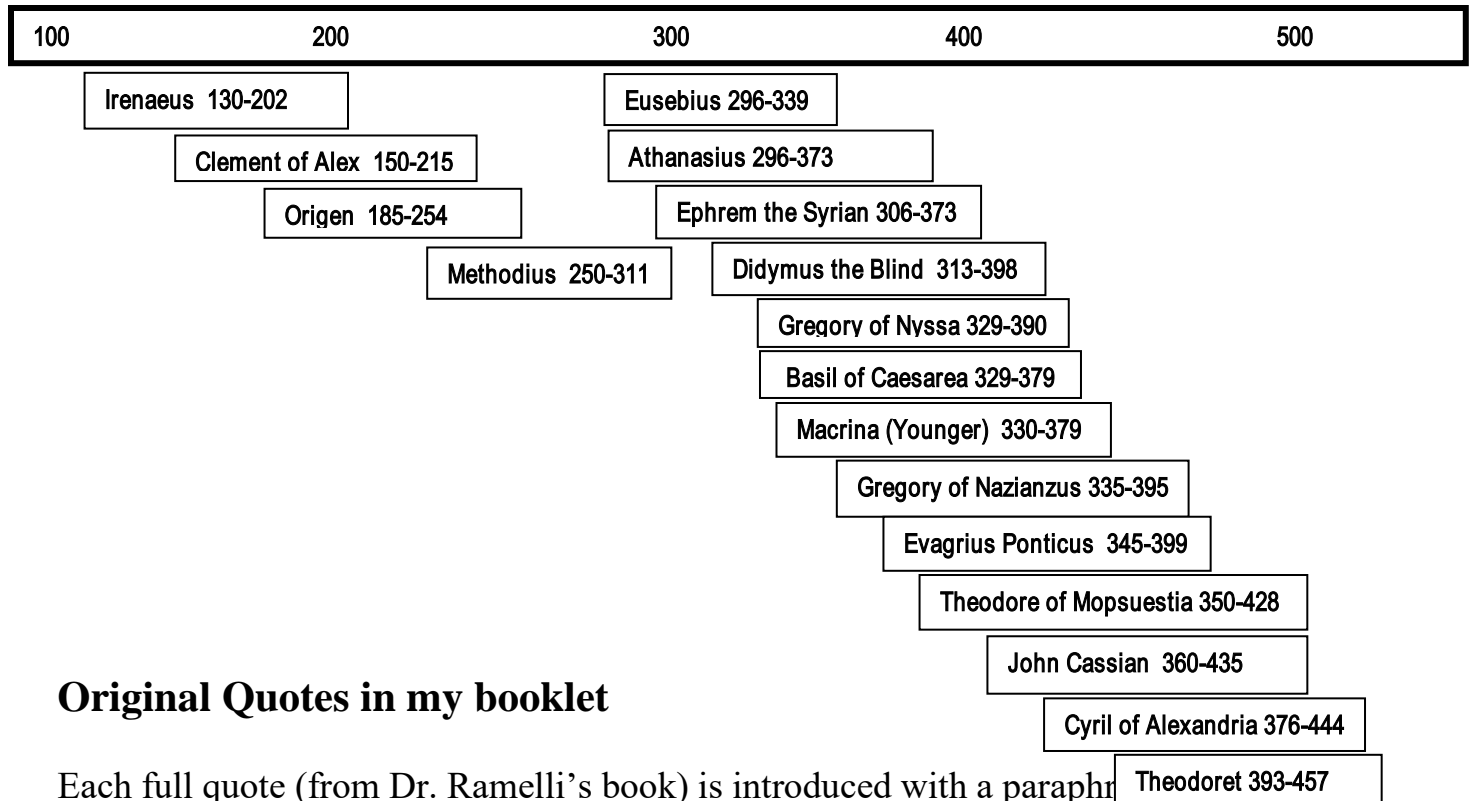 100 200 300 400 500
Irenaeus 130-202
Eusebius 296-339
Clement of Alex 150-215
Athanasius 296-373
Origen 185-254
Ephrem the Syrian 306-373
Methodius 250-311
Didymus the Blind 313-398
Gregory of Nyssa 329-390
Basil of Caesarea 329-379
Macrina (Younger) 330-379
Gregory of Nazianzus 335-395
Evagrius Ponticus 345-399
Theodore of Mopsuestia 350-428
John Cassian 360-435
Original Quotes in my booklet
Cyril of Alexandria 376-444
Each full quote (from Dr. Ramelli’s book) is introduced with a paraphr
Theodoret 393-457